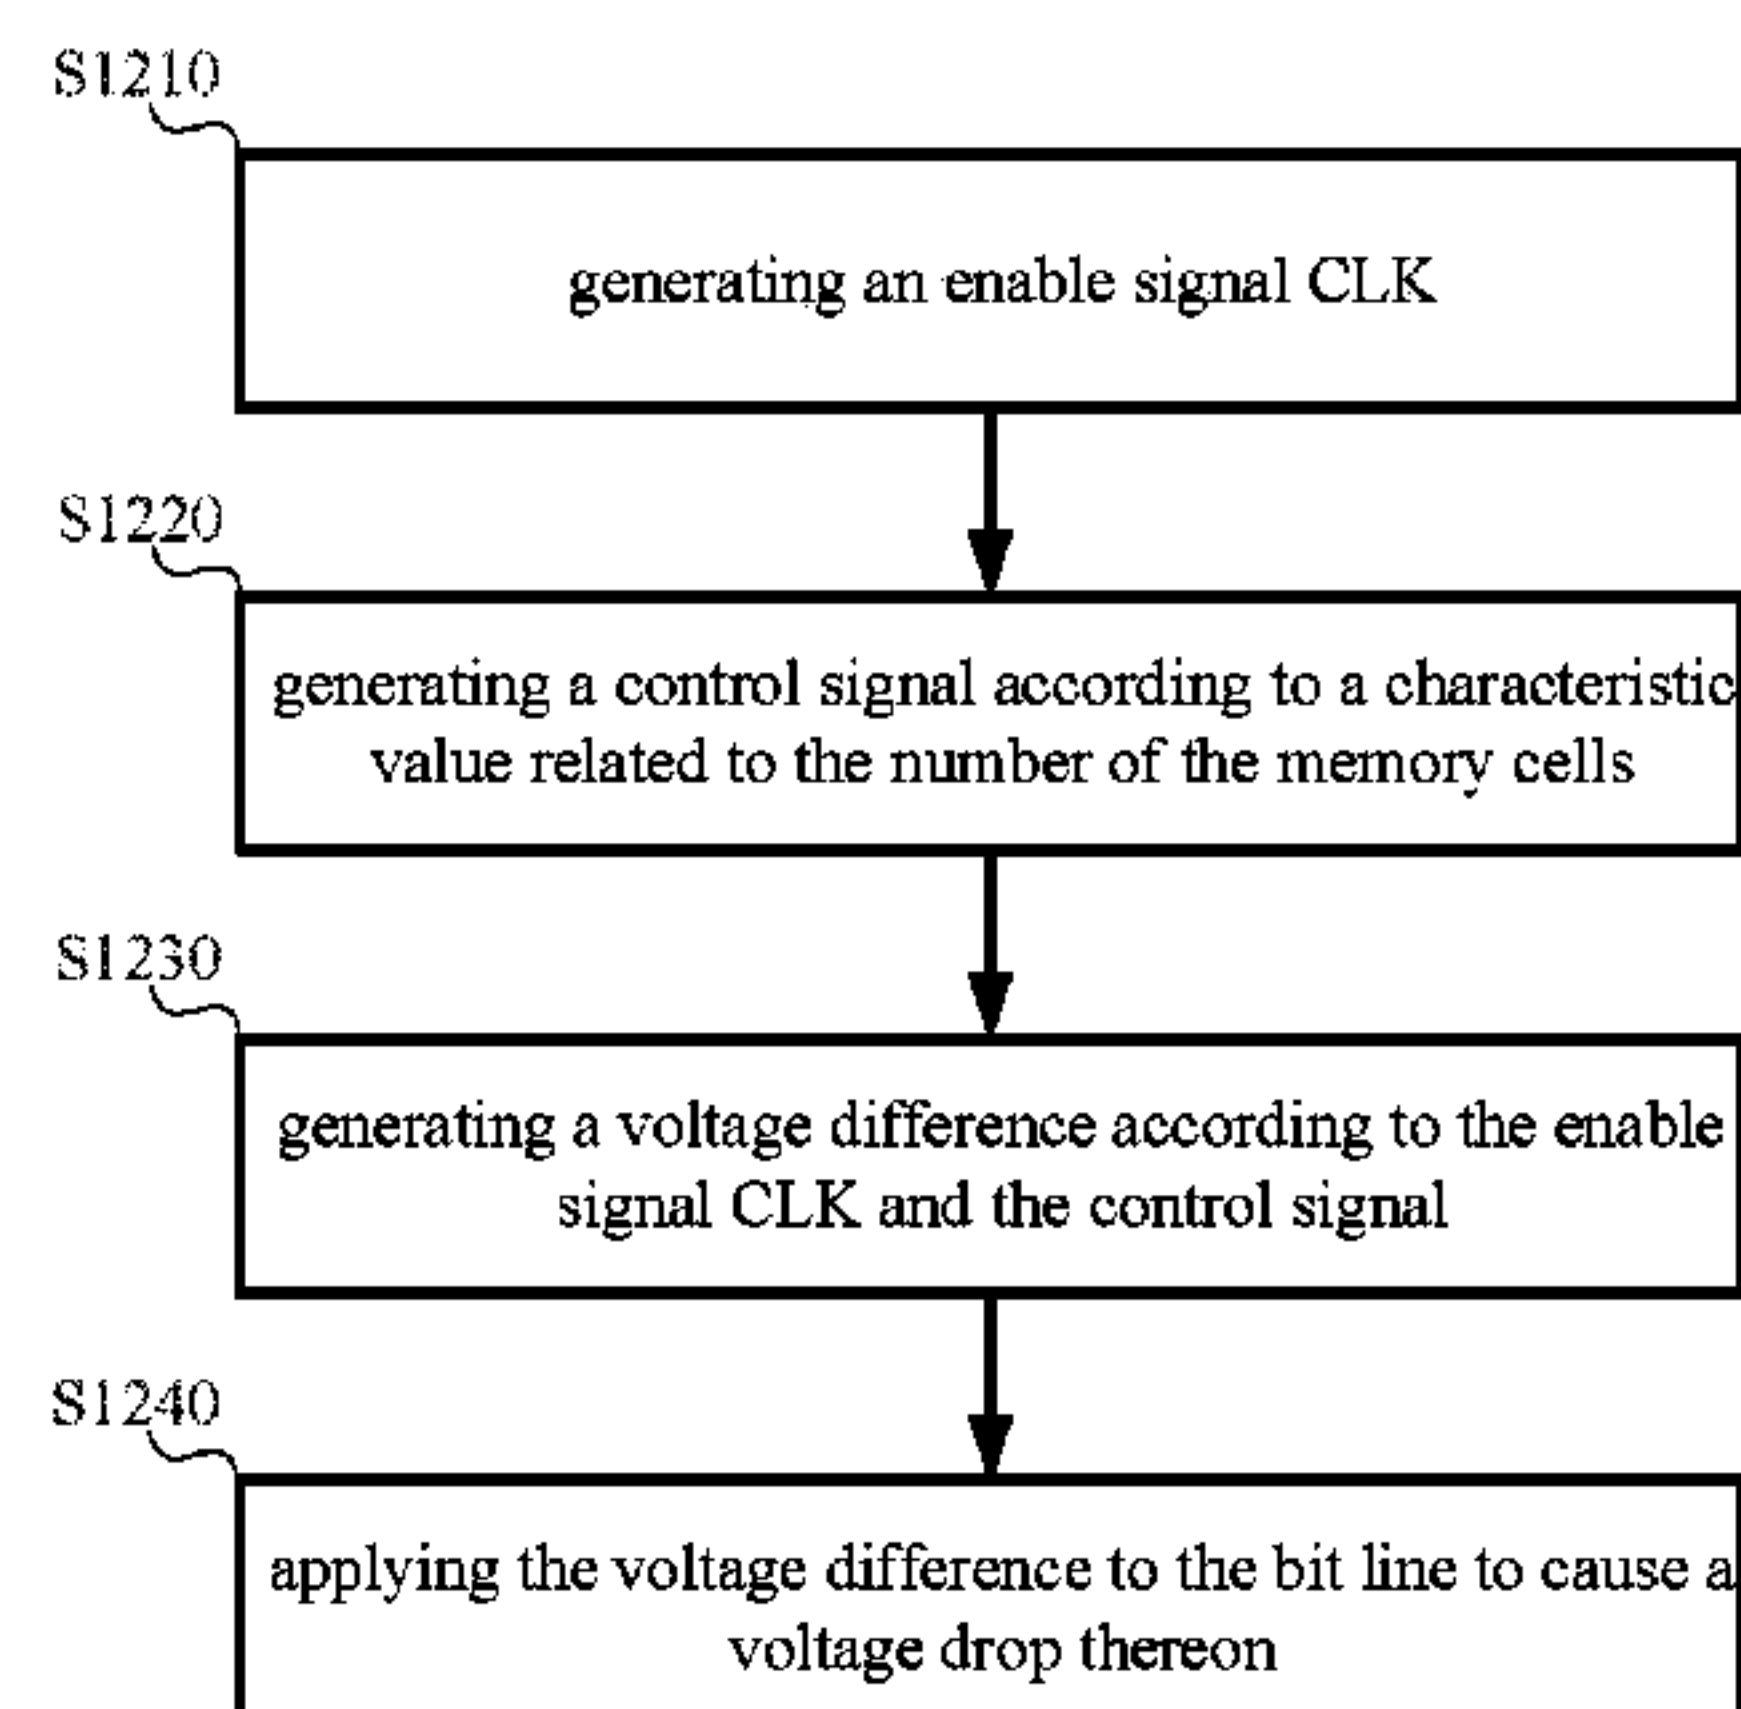 S1210
generating an enable signal CLK
S1220
generating a control signal according to a characteristic
value related to the number of the memory cells
S1230
generating a voltage difference according to the enable
signal CLK and the control signal
S1240
applying the voltage difference to the bit line to cause a
voltage drop thereon